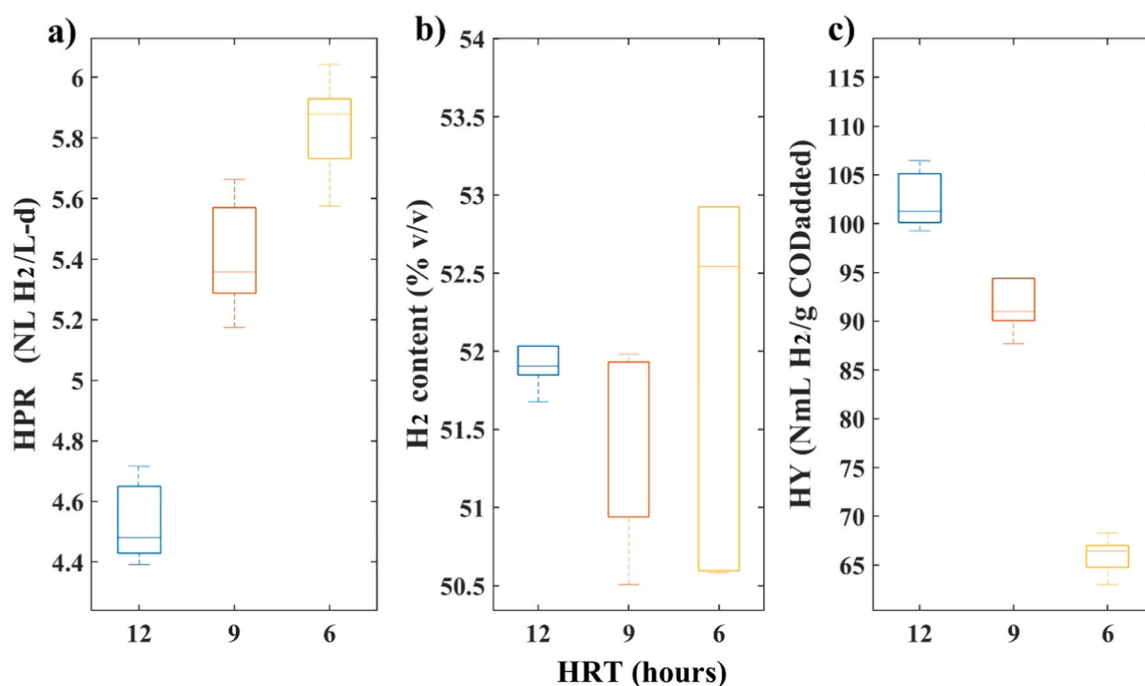 a)
HPR (NL H2/L-d)
6
5.8
5.6
5.4
5.2
5
4.8
4.6
4.4
12 9 6
b)
H2 content (% v/v)
54
53.5
53
52.5
52
51.5
51
50.5
12 9 6
HRT (hours)
c)
HY (NmL H2/g CODadded)
115
110
105
100
95
90
85
80
75
70
65
12 9 6